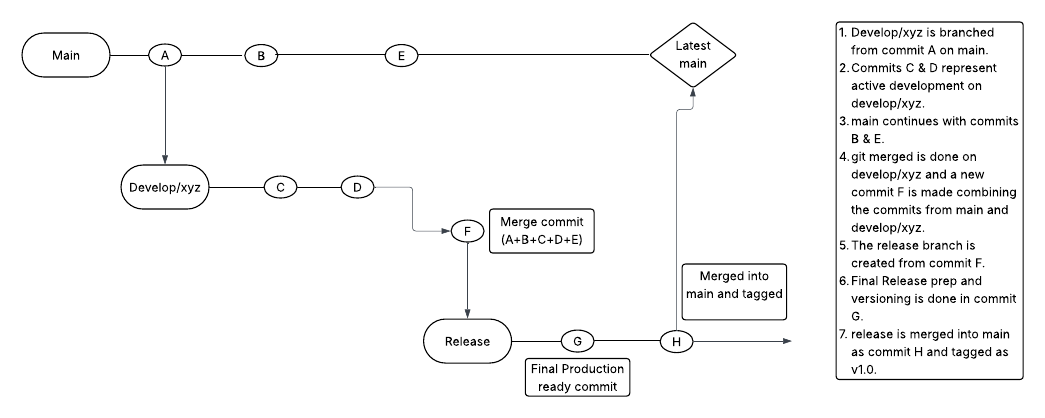 Main
A
B
E
Latest
main
Develop/xyz
C
D
F
Merge commit
(A+B+C+D+E)
Merged into
main and tagged
Release
G
H
Final Production
ready commit
1. Develop/xyz is branched
from commit A on main.
2. Commits C & D represent
active development on
develop/xyz.
3. main continues with commits
B & E.
4. git merged is done on
develop/xyz and a new
commit F is made combining
the commits from main and
develop/xyz.
5. The release branch is
created from commit F.
6. Final Release prep and
versioning is done in commit
G.
7. release is merged into main
as commit H and tagged as
v1.0.